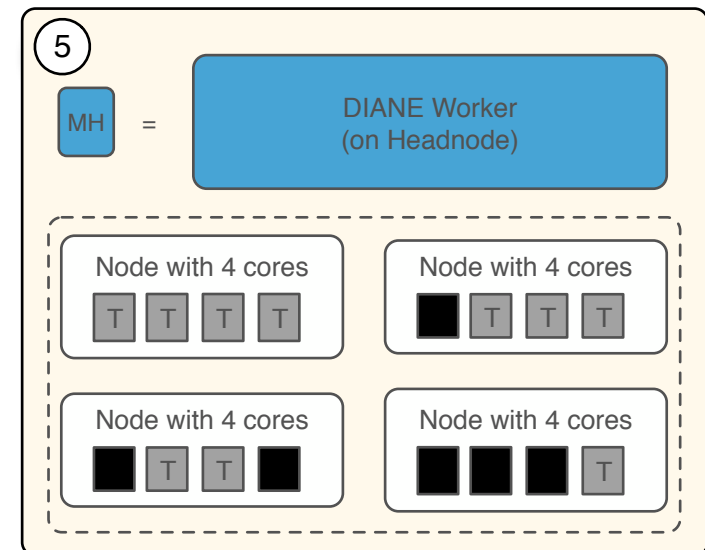 5
MH
=
DIANE Worker
(on Headnode)
Node with 4 cores
T T T T
Node with 4 cores
T T T
Node with 4 cores
T T
Node with 4 cores
T